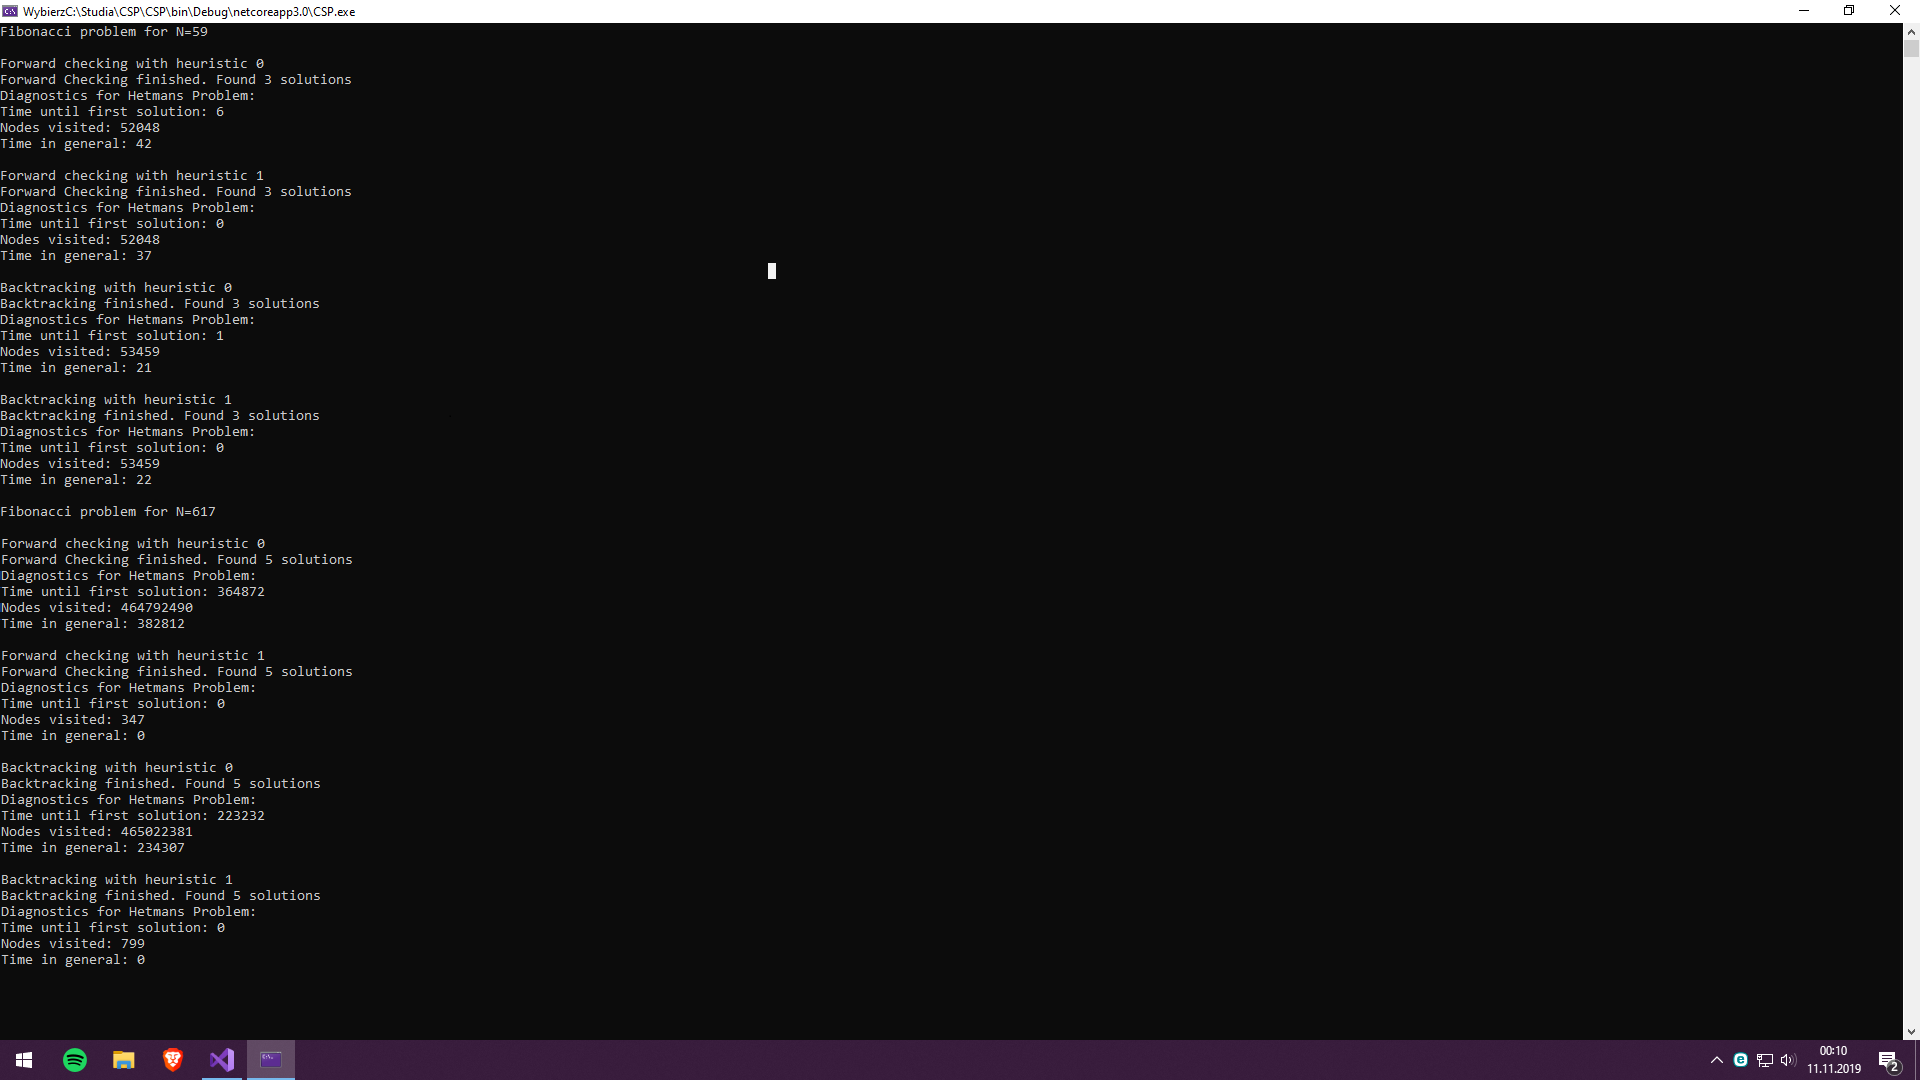 WybierzC:\Studia\CSP\CSP\bin\Debug\netcoreapp3.0\CSP.exe
Fibonacci problem for N=59
Forward checking with heuristic 0
Forward Checking finished. Found 3 solutions
Diagnostics for Hetmans Problem:
Time until first solution: 6
Nodes visited: 52048
Time in general: 42
Forward checking with heuristic 1
Forward Checking finished. Found 3 solutions
Diagnostics for Hetmans Problem:
Time until first solution: 0
Nodes visited: 52048
Time in general: 37
Backtracking with heuristic 0
Backtracking finished. Found 3 solutions
Diagnostics for Hetmans Problem:
Time until first solution: 1
Nodes visited: 53459
Time in general: 21
Backtracking with heuristic 1
Backtracking finished. Found 3 solutions
Diagnostics for Hetmans Problem:
Time until first solution: 0
Nodes visited: 53459
Time in general: 22
Fibonacci problem for N=617
Forward checking with heuristic 0
Forward Checking finished. Found 5 solutions
Diagnostics for Hetmans Problem:
Time until first solution: 364872
Nodes visited: 464792490
Time in general: 382812
Forward checking with heuristic 1
Forward Checking finished. Found 5 solutions
Diagnostics for Hetmans Problem:
Time until first solution: 0
Nodes visited: 347
Time in general: 0
Backtracking with heuristic 0
Backtracking finished. Found 5 solutions
Diagnostics for Hetmans Problem:
Time until first solution: 223232
Nodes visited: 465022381
Time in general: 234307
Backtracking with heuristic 1
Backtracking finished. Found 5 solutions
Diagnostics for Hetmans Problem:
Time until first solution: 0
Nodes visited: 799
Time in general: 0
00:10
11.11.2019
2